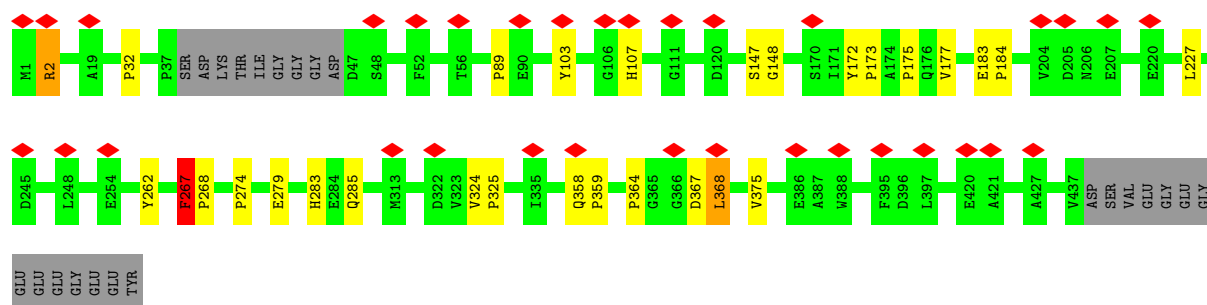 M1 R2 A19 P32 P37 SER ASP LYS THR ILE GLY GLY GLY ASP D47 S48 F52 T56 P89 E90 Y103 G106 H107 G111 D120 S147 G148 S170 I171 Y172 P173 A174 P175 Q176 V177 E183 P184 V204 D205 N206 E207 E220 L227
D245 L248 E254 Y262 F267 P268 P274 E279 H283 E284 Q285 M313 D322 V323 V324 P325 I335 Q358 P359 P364 G365 G366 D367 L368 V375 E386 A387 W388 F395 D396 L397 E420 A421 A427 V437 ASP SER VAL GLU GLY GLU GLY
GLU GLU GLU GLY GLU GLU TYR